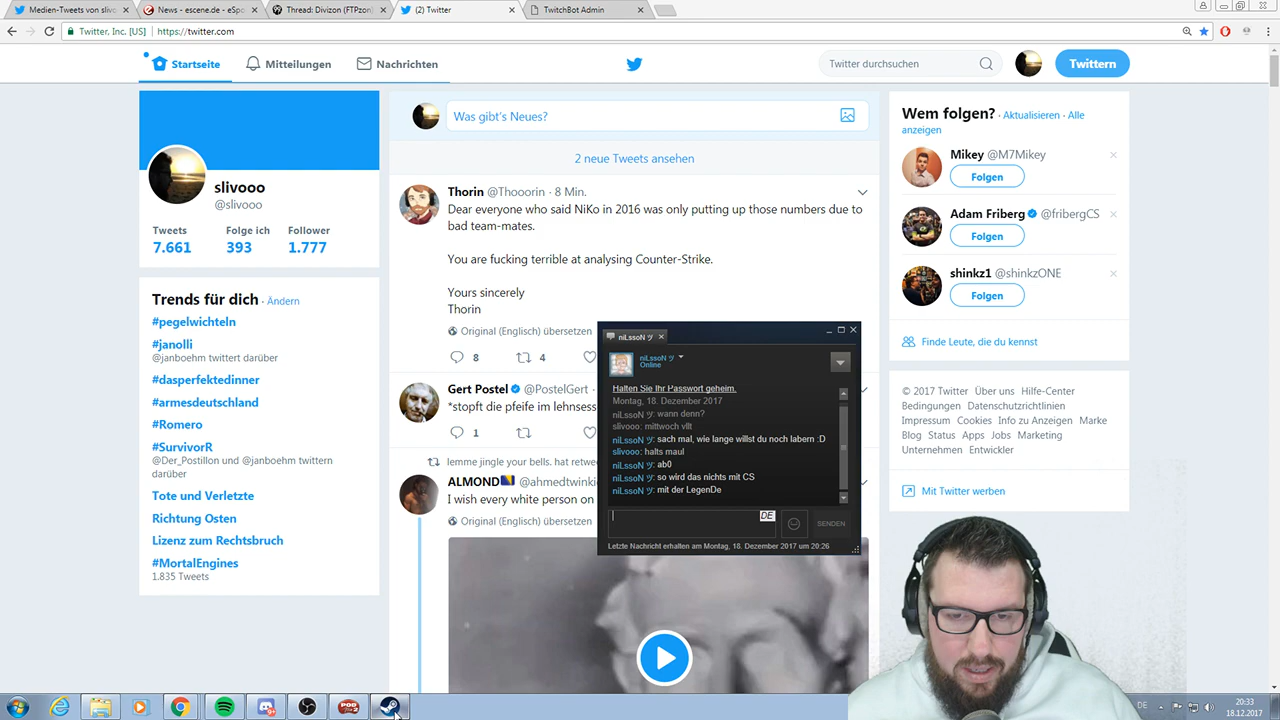 Medien-Tweets von slivo
News - escene.de - eSpo
Thread: Divizon (FTPzon
(2) Twitter
TwitchBot Admin
Twitter, Inc. [US]
https://twitter.com
Startseite
Mitteilungen
Nachrichten
Twitter durchsuchen
Twittern
slivooo
@slivooo
Tweets
Folge ich
Follower
7.661
393
1.777
Trends für dich · Ändern
#pegelwichteln
#janolli
@janboehm twittert darüber
#dasperfektedinner
#armesdeutschland
#Romero
#SurvivorR
@Der_Postillon und @janboehm twittern
darüber
Tote und Verletzte
Richtung Osten
Lizenz zum Rechtsbruch
#MortalEngines
1.835 Tweets
Was gibt's Neues?
2 neue Tweets ansehen
Thorin @Thooorin · 8 Min.
Dear everyone who said NiKo in 2016 was only putting up those numbers due to
bad team-mates.
You are fucking terrible at analysing Counter-Strike.
Yours sincerely
Thorin
Original (Englisch) übersetzen
8
4
Gert Postel @PostelGert
*stopft die pfeife im lehnsess
1
lemme jingle your bells. hat retwe
ALMOND @ahmedtwinki
I wish every white person on
Original (Englisch) übersetzen
niLssoN ツ
niLssoN ツ
Online
Halten Sie Ihr Passwort geheim.
Montag, 18. Dezember 2017
niLssoN ツ: wann denn?
slivooo: mittwoch vllt
niLssoN ツ: sach mal, wie lange willst du noch labern :D
slivooo: halts maul
niLssoN ツ: ab0
niLssoN ツ: so wird das nichts mit CS
niLssoN ツ: mit der LegenDe
DE
SENDEN
Letzte Nachricht erhalten am Montag, 18. Dezember 2017 um 20:26
Wem folgen? · Aktualisieren · Alle
anzeigen
Mikey @M7Mikey
Folgen
Adam Friberg @fribergCS
Folgen
shinkz1 @shinkzONE
Folgen
Finde Leute, die du kennst
© 2017 Twitter Über uns Hilfe-Center
Bedingungen Datenschutzrichtlinien
Impressum Cookies Info zu Anzeigen Marke
Blog Status Apps Jobs Marketing
Unternehmen Entwickler
Mit Twitter werben
DE
20:33
18.12.2017